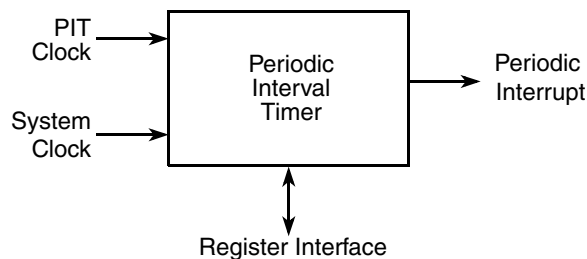 PIT
Clock
System
Clock
Periodic
Interval
Timer
Periodic
Interrupt
Register Interface